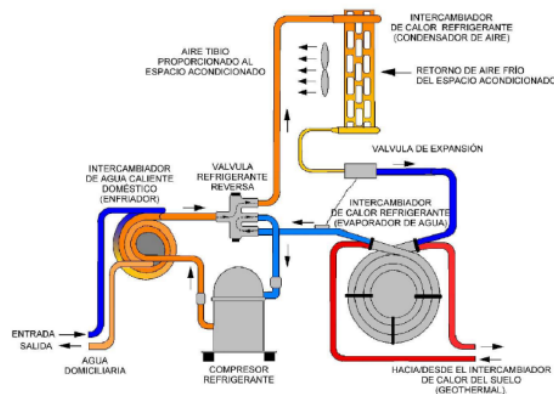 INTERCAMBIADOR
DE CALOR REFRIGERANTE
(CONDENSADOR DE AIRE)
AIRE TIBIO
PROPORCIONADO AL
ESPACIO ACONDICIONADO
RETORNO DE AIRE FRÍO
DEL ESPACIO ACONDICIONADO
VALVULA DE EXPANSIÓN
INTERCAMBIADOR
DE AGUA CALIENTE
DOMÉSTICO
(ENFRIADOR)
VALVULA
REFRIGERANTE
REVERSA
INTERCAMBIADOR
DE CALOR REFRIGERANTE
(EVAPORADOR DE AGUA)
ENTRADA
SALIDA
AGUA
DOMICILIARIA
COMPRESOR
REFRIGERANTE
HACIA/DESDE EL INTERCAMBIADOR
DE CALOR DEL SUELO
(GEOTHERMAL).